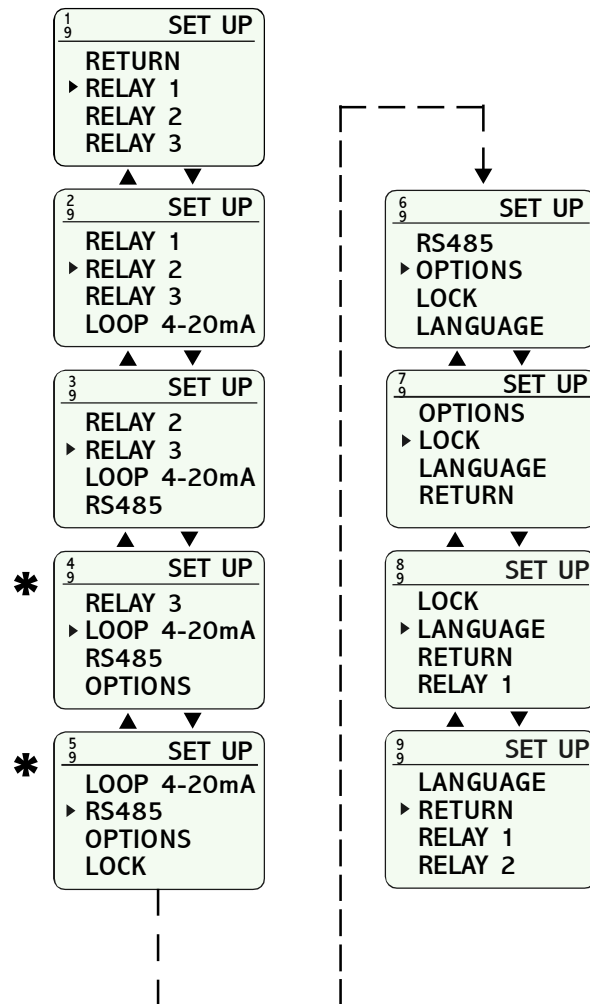 1
9 SET UP
RETURN
RELAY 1
RELAY 2
RELAY 3
2
9 SET UP
RELAY 1
RELAY 2
RELAY 3
LOOP 4-20mA
3
9 SET UP
RELAY 2
RELAY 3
LOOP 4-20mA
RS485
*
4
9 SET UP
RELAY 3
LOOP 4-20mA
RS485
OPTIONS
*
5
9 SET UP
LOOP 4-20mA
RS485
OPTIONS
LOCK
6
9 SET UP
RS485
OPTIONS
LOCK
LANGUAGE
7
9 SET UP
OPTIONS
LOCK
LANGUAGE
RETURN
8
9 SET UP
LOCK
LANGUAGE
RETURN
RELAY 1
9
9 SET UP
LANGUAGE
RETURN
RELAY 1
RELAY 2